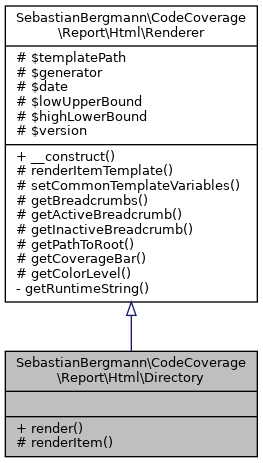 SebastianBergmann\CodeCoverage
\Report\Html\Renderer
# $templatePath
# $generator
# $date
# $lowUpperBound
# $highLowerBound
# $version
+ __construct()
# renderItemTemplate()
# setCommonTemplateVariables()
# getBreadcrumbs()
# getActiveBreadcrumb()
# getInactiveBreadcrumb()
# getPathToRoot()
# getCoverageBar()
# getColorLevel()
- getRuntimeString()
SebastianBergmann\CodeCoverage
\Report\Html\Directory
+ render()
# renderItem()